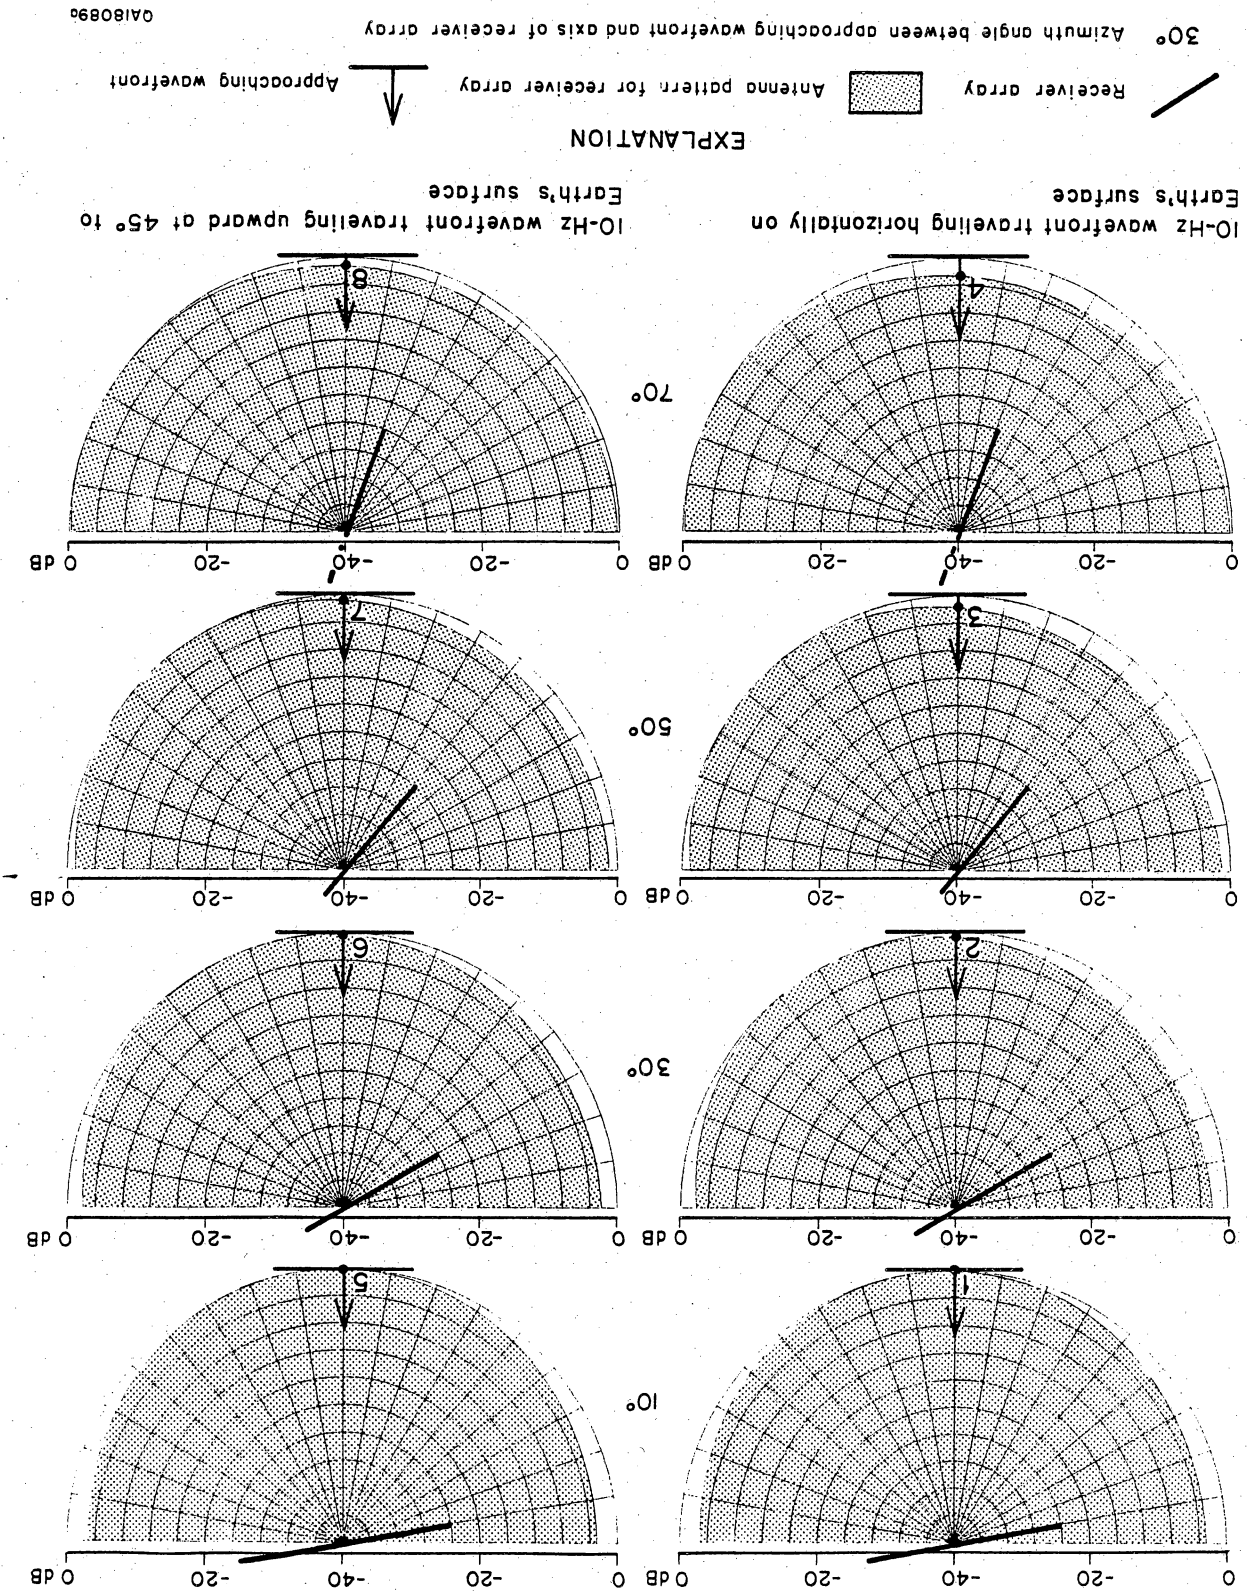 0 -20 -40 -20 0 dB
0 -20 -40 -20 0 dB
10°
1
5
0 -20 -40 -20 0 dB
0 -20 -40 -20 0 dB
30°
2
6
0 -20 -40 -20 0 dB
0 -20 -40 -20 0 dB
50°
3
7
0 -20 -40 -20 0 dB
0 -20 -40 -20 0 dB
70°
4
8
10-Hz wavefront traveling horizontally on
Earth's surface
10-Hz wavefront traveling upward at 45° to
Earth's surface
EXPLANATION
Receiver array
Antenna pattern for receiver array
Approaching wavefront
30° Azimuth angle between approaching wavefront and axis of receiver array
QA18089a